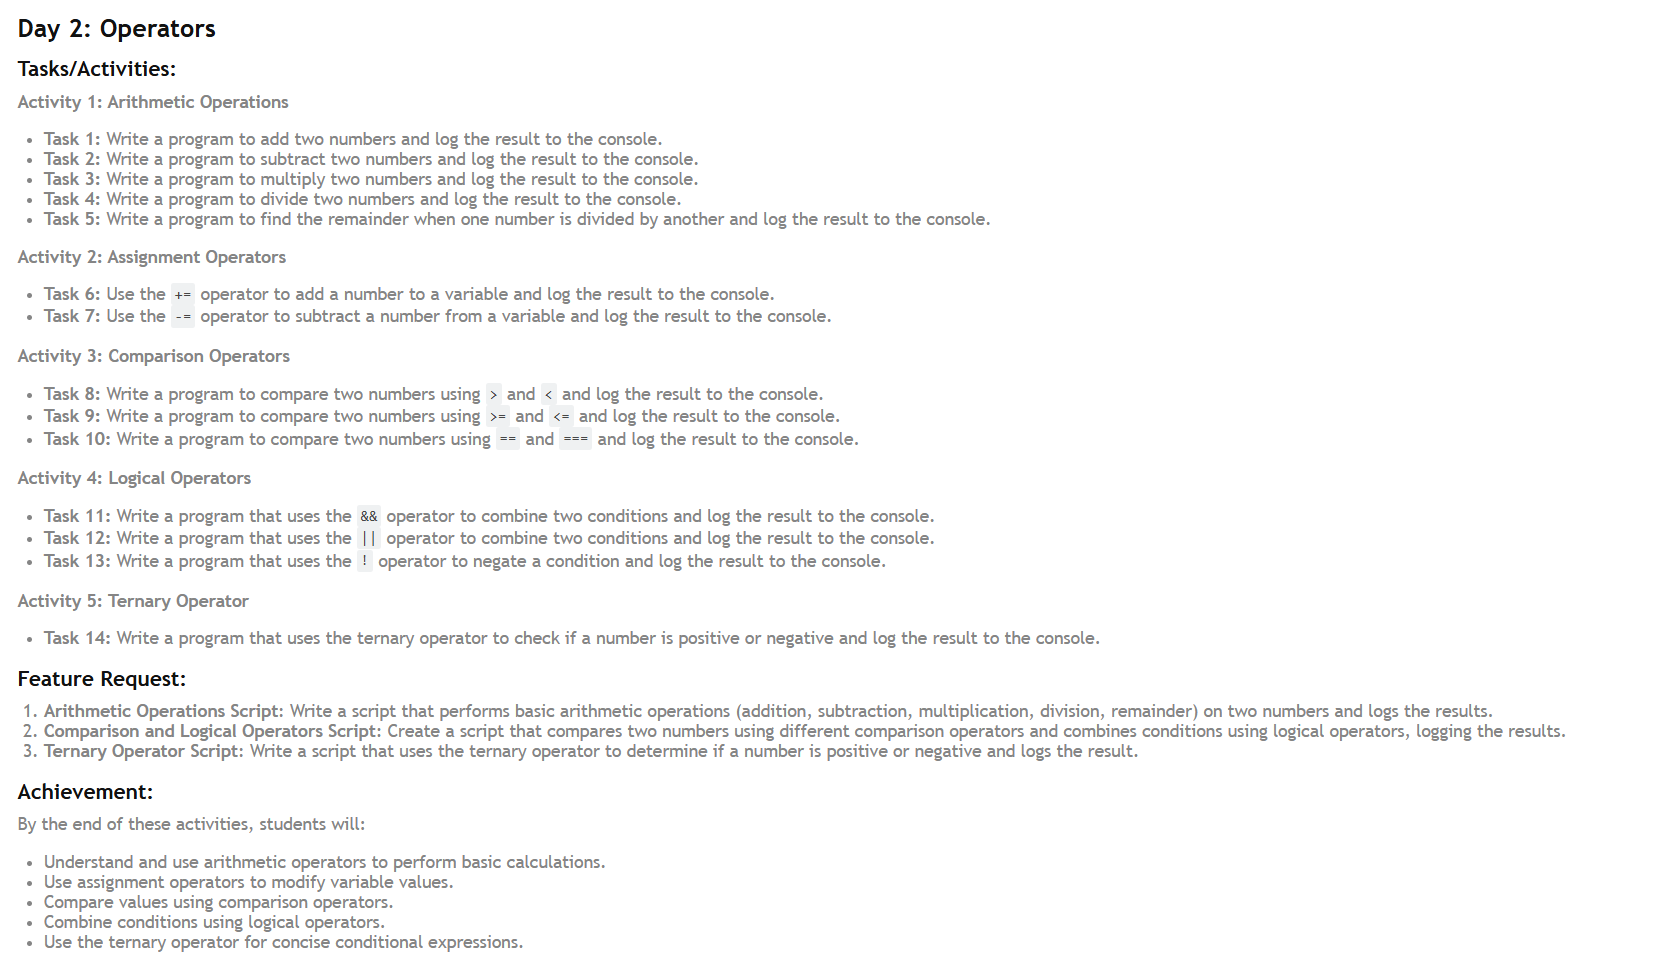 Day 2: Operators
Tasks/Activities:
Activity 1: Arithmetic Operations
• Task 1: Write a program to add two numbers and log the result to the console.
• Task 2: Write a program to subtract two numbers and log the result to the console.
• Task 3: Write a program to multiply two numbers and log the result to the console.
• Task 4: Write a program to divide two numbers and log the result to the console.
• Task 5: Write a program to find the remainder when one number is divided by another and log the result to the console.
Activity 2: Assignment Operators
• Task 6: Use the += operator to add a number to a variable and log the result to the console.
• Task 7: Use the -= operator to subtract a number from a variable and log the result to the console.
Activity 3: Comparison Operators
• Task 8: Write a program to compare two numbers using > and < and log the result to the console.
• Task 9: Write a program to compare two numbers using >= and <= and log the result to the console.
• Task 10: Write a program to compare two numbers using == and === and log the result to the console.
Activity 4: Logical Operators
• Task 11: Write a program that uses the && operator to combine two conditions and log the result to the console.
• Task 12: Write a program that uses the || operator to combine two conditions and log the result to the console.
• Task 13: Write a program that uses the ! operator to negate a condition and log the result to the console.
Activity 5: Ternary Operator
• Task 14: Write a program that uses the ternary operator to check if a number is positive or negative and log the result to the console.
Feature Request:
1. Arithmetic Operations Script: Write a script that performs basic arithmetic operations (addition, subtraction, multiplication, division, remainder) on two numbers and logs the results.
2. Comparison and Logical Operators Script: Create a script that compares two numbers using different comparison operators and combines conditions using logical operators, logging the results.
3. Ternary Operator Script: Write a script that uses the ternary operator to determine if a number is positive or negative and logs the result.
Achievement:
By the end of these activities, students will:
• Understand and use arithmetic operators to perform basic calculations.
• Use assignment operators to modify variable values.
• Compare values using comparison operators.
• Combine conditions using logical operators.
• Use the ternary operator for concise conditional expressions.